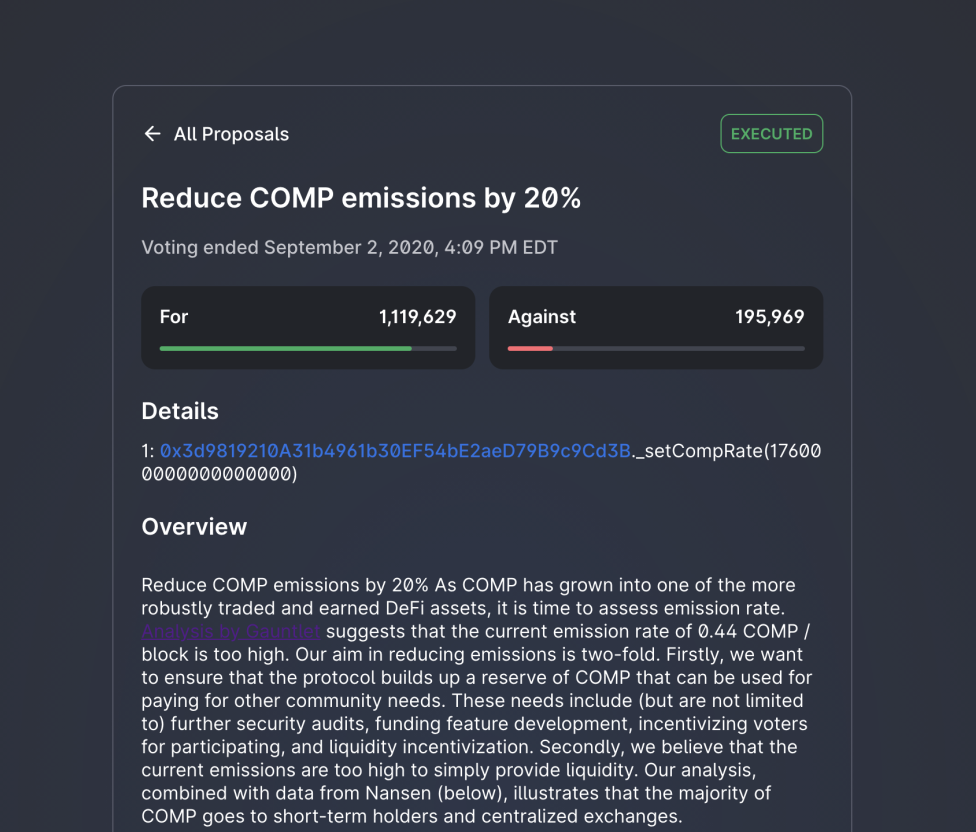 All Proposals
EXECUTED
Reduce COMP emissions by 20%
Voting ended September 2, 2020, 4:09 PM EDT
For 1,119,629
Against 195,969
Details
1: 0x3d9819210A31b4961b30EF54bE2aeD79B9c9Cd3B._setCompRate(17600
0000000000000)
Overview
Reduce COMP emissions by 20% As COMP has grown into one of the more
robustly traded and earned DeFi assets, it is time to assess emission rate.
Analysis by Gauntlet suggests that the current emission rate of 0.44 COMP /
block is too high. Our aim in reducing emissions is two-fold. Firstly, we want
to ensure that the protocol builds up a reserve of COMP that can be used for
paying for other community needs. These needs include (but are not limited
to) further security audits, funding feature development, incentivizing voters
for participating, and liquidity incentivization. Secondly, we believe that the
current emissions are too high to simply provide liquidity. Our analysis,
combined with data from Nansen (below), illustrates that the majority of
COMP goes to short-term holders and centralized exchanges.